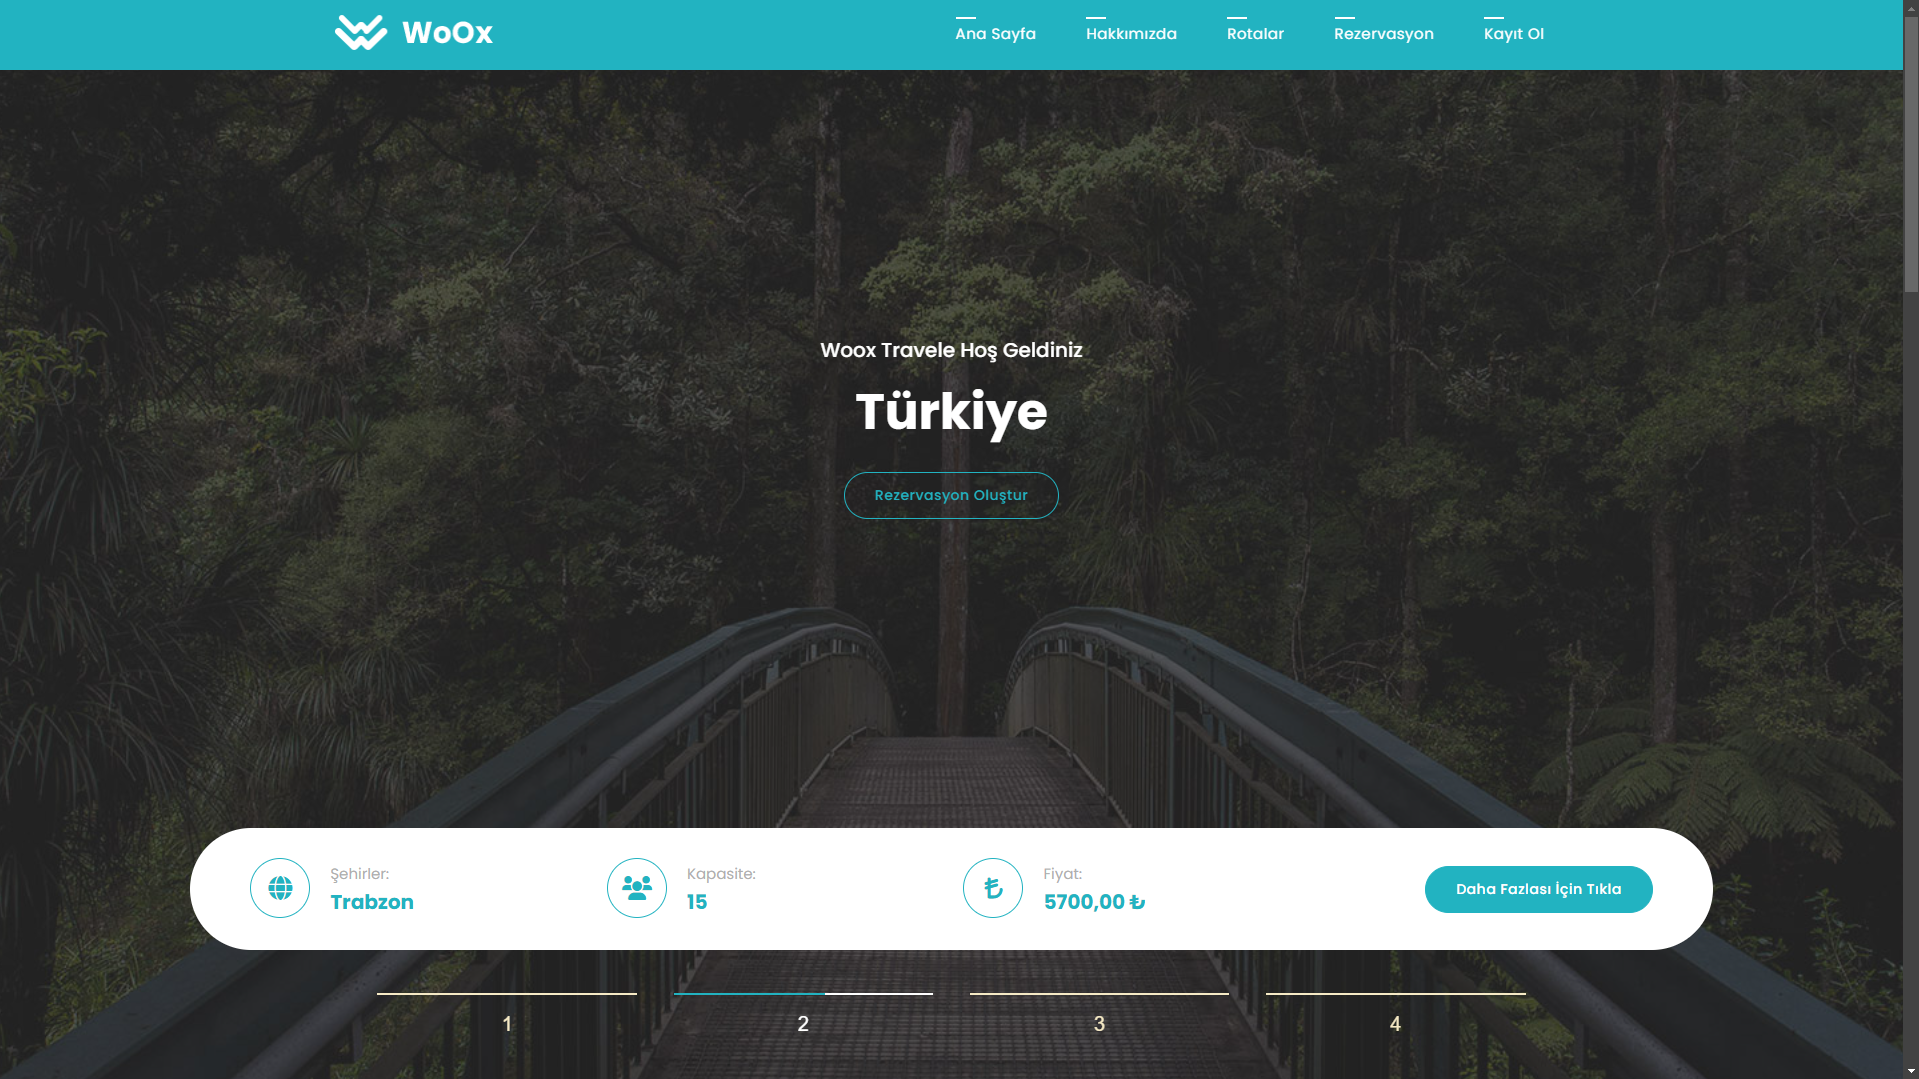 WoOx
Ana Sayfa
Hakkımızda
Rotalar
Rezervasyon
Kayıt Ol
Woox Travele Hoş Geldiniz
Türkiye
Rezervasyon Oluştur
Şehirler:
Trabzon
Kapasite:
15
Fiyat:
5700,00 ₺
Daha Fazlası İçin Tıkla
1
2
3
4